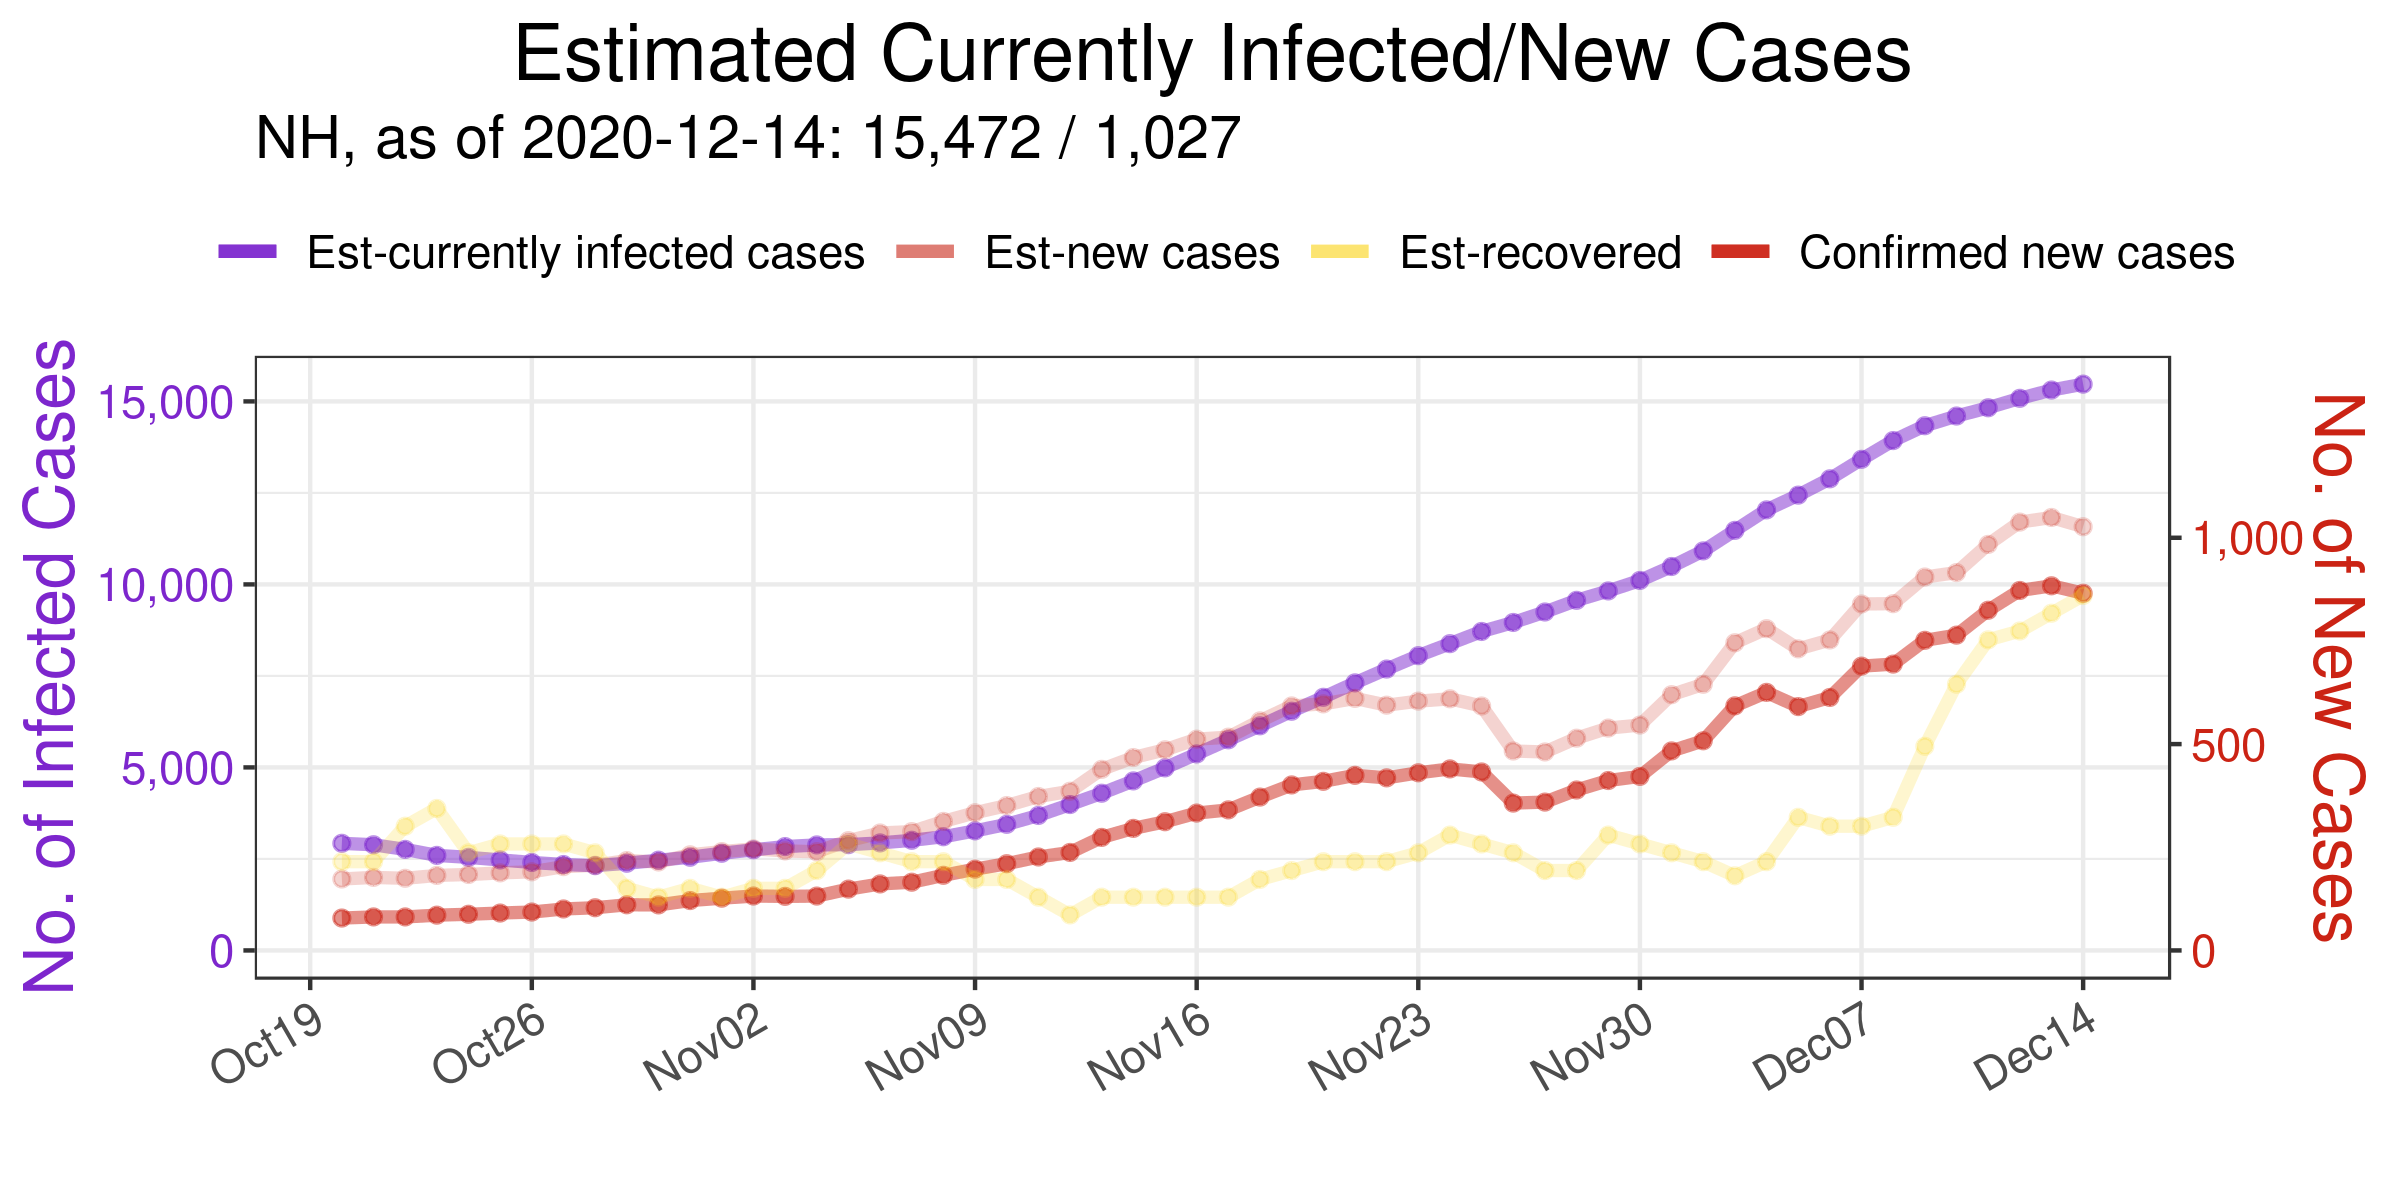 Estimated Currently Infected/New Cases
NH, as of 2020-12-14: 15,472 / 1,027
Est-currently infected cases Est-new cases Est-recovered Confirmed new cases
No. of Infected Cases
15,000
10,000
5,000
0
1,000
500
0
No. of New Cases
Oct19 Oct26 Nov02 Nov09 Nov16 Nov23 Nov30 Dec07 Dec14